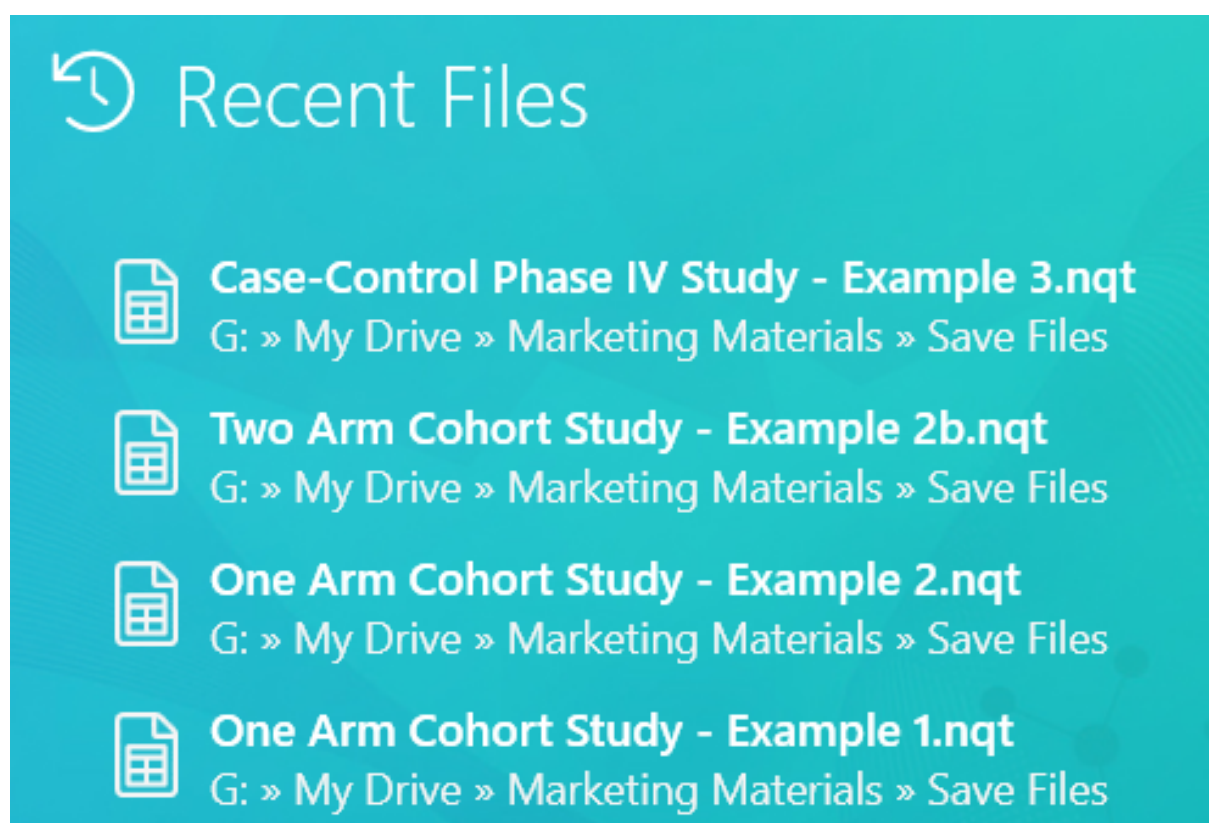 Recent Files
Case-Control Phase IV Study - Example 3.nqt
G: » My Drive » Marketing Materials » Save Files
Two Arm Cohort Study - Example 2b.nqt
G: » My Drive » Marketing Materials » Save Files
One Arm Cohort Study - Example 2.nqt
G: » My Drive » Marketing Materials » Save Files
One Arm Cohort Study - Example 1.nqt
G: » My Drive » Marketing Materials » Save Files